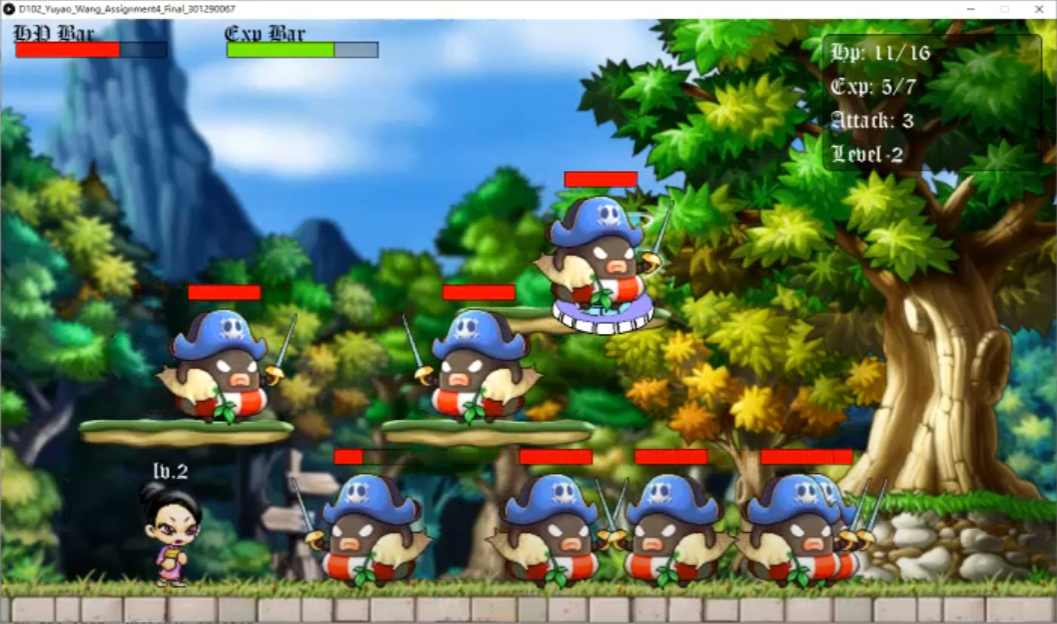 D102_Yuyao_Wang_Assignment4_Final_301290067
HP Bar
Exp Bar
Hp: 11/16
Exp: 5/7
Attack: 3
Level-2
lv.2